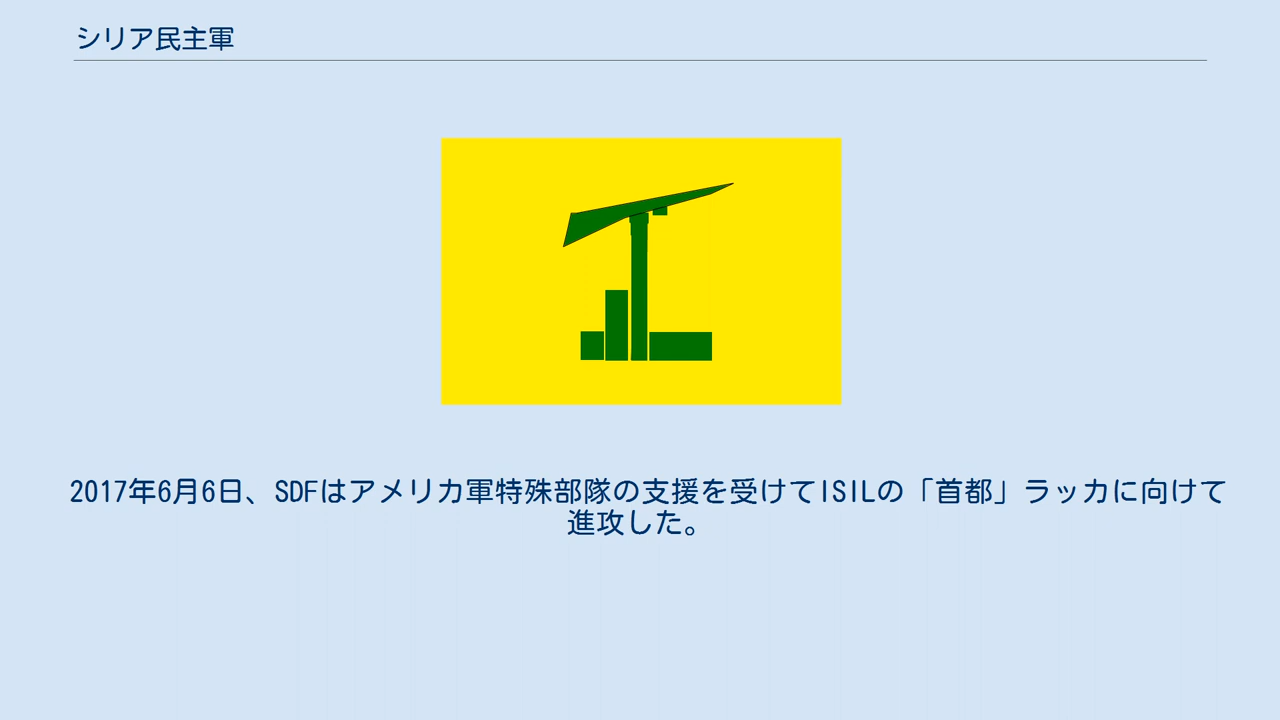 シリア民主軍
2017年6月6日、SDFはアメリカ軍特殊部隊の支援を受けてISILの「首都」ラッカに向けて
進攻した。